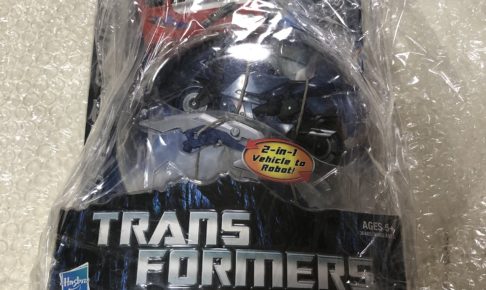 2-in-1
Vehicle to
Robot!
AGES 5+
TRANS
FORMERS
Hasbro